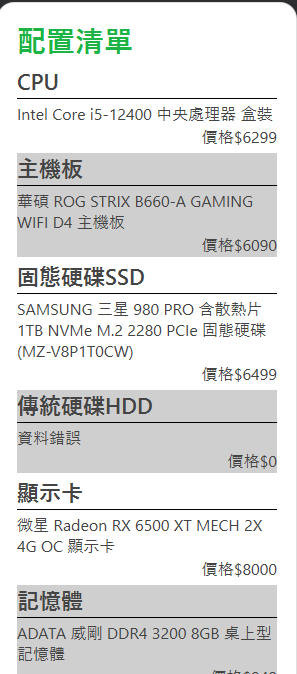 配置清單
CPU
Intel Core i5-12400 中央處理器 盒裝
價格$6299
主機板
華碩 ROG STRIX B660-A GAMING
WIFI D4 主機板
價格$6090
固態硬碟SSD
SAMSUNG 三星 980 PRO 含散熱片
1TB NVMe M.2 2280 PCIe 固態硬碟
(MZ-V8P1T0CW)
價格$6499
傳統硬碟HDD
資料錯誤
價格$0
顯示卡
微星 Radeon RX 6500 XT MECH 2X
4G OC 顯示卡
價格$8000
記憶體
ADATA 威剛 DDR4 3200 8GB 桌上型
記憶體